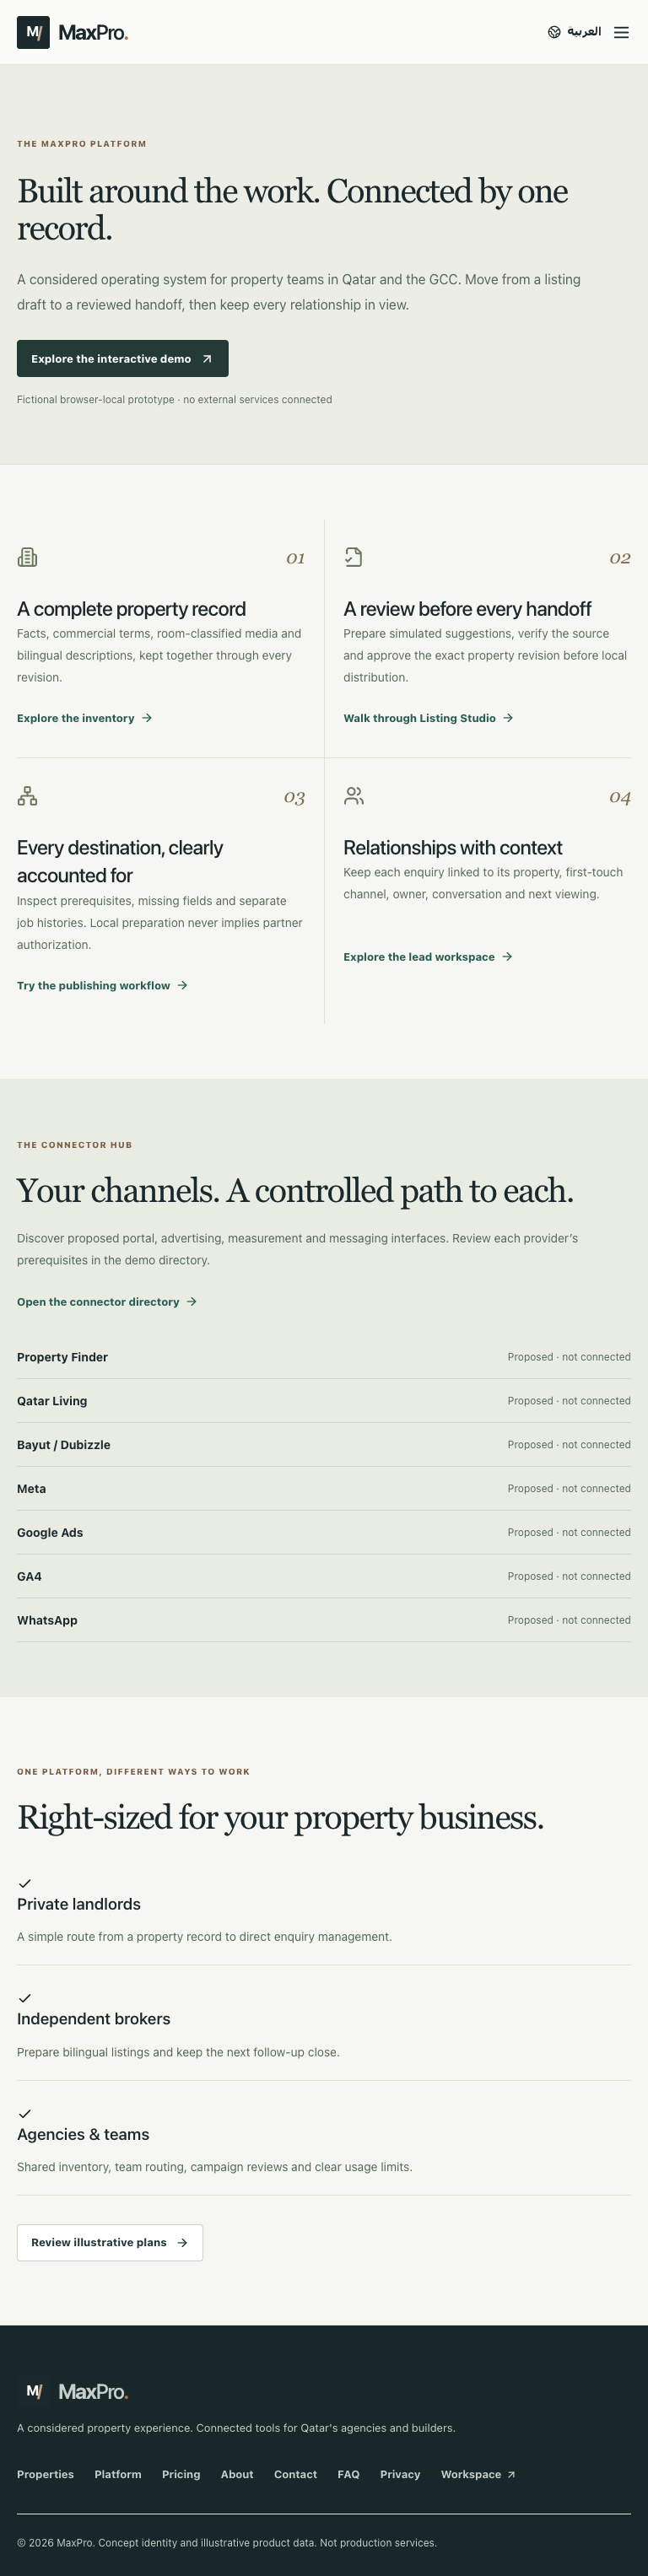 M/ MaxPro.
العربية
THE MAXPRO PLATFORM
Built around the work. Connected by one
record.
A considered operating system for property teams in Qatar and the GCC. Move from a listing
draft to a reviewed handoff, then keep every relationship in view.
Explore the interactive demo
Fictional browser-local prototype · no external services connected
01
A complete property record
Facts, commercial terms, room-classified media and
bilingual descriptions, kept together through every
revision.
Explore the inventory
02
A review before every handoff
Prepare simulated suggestions, verify the source
and approve the exact property revision before local
distribution.
Walk through Listing Studio
03
Every destination, clearly
accounted for
Inspect prerequisites, missing fields and separate
job histories. Local preparation never implies partner
authorization.
Try the publishing workflow
04
Relationships with context
Keep each enquiry linked to its property, first-touch
channel, owner, conversation and next viewing.
Explore the lead workspace
THE CONNECTOR HUB
Your channels. A controlled path to each.
Discover proposed portal, advertising, measurement and messaging interfaces. Review each provider's
prerequisites in the demo directory.
Open the connector directory
Property Finder Proposed · not connected
Qatar Living Proposed · not connected
Bayut / Dubizzle Proposed · not connected
Meta Proposed · not connected
Google Ads Proposed · not connected
GA4 Proposed · not connected
WhatsApp Proposed · not connected
ONE PLATFORM, DIFFERENT WAYS TO WORK
Right-sized for your property business.
Private landlords
A simple route from a property record to direct enquiry management.
Independent brokers
Prepare bilingual listings and keep the next follow-up close.
Agencies & teams
Shared inventory, team routing, campaign reviews and clear usage limits.
Review illustrative plans
M/ MaxPro.
A considered property experience. Connected tools for Qatar's agencies and builders.
Properties Platform Pricing About Contact FAQ Privacy Workspace
© 2026 MaxPro. Concept identity and illustrative product data. Not production services.